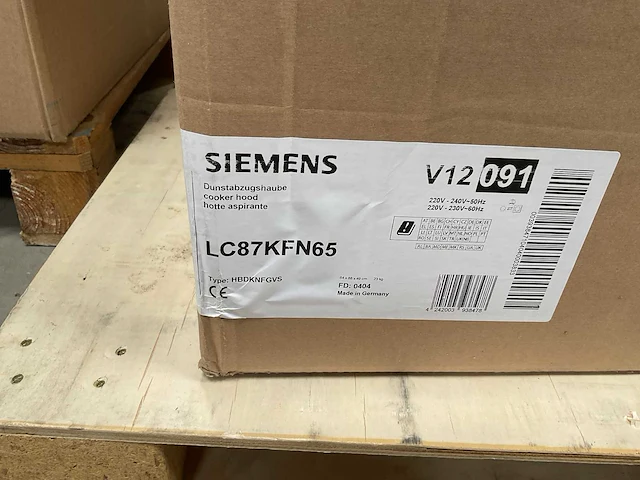 SIEMENS
Dunstabzugshaube
cooker hood
hotte aspirante
V12 091
220V - 240V~50Hz
220V - 230V~60Hz
LC87KFN65
Type: HBDKNFGVS
CE
FD: 0404
Made in Germany
4 242003 938478